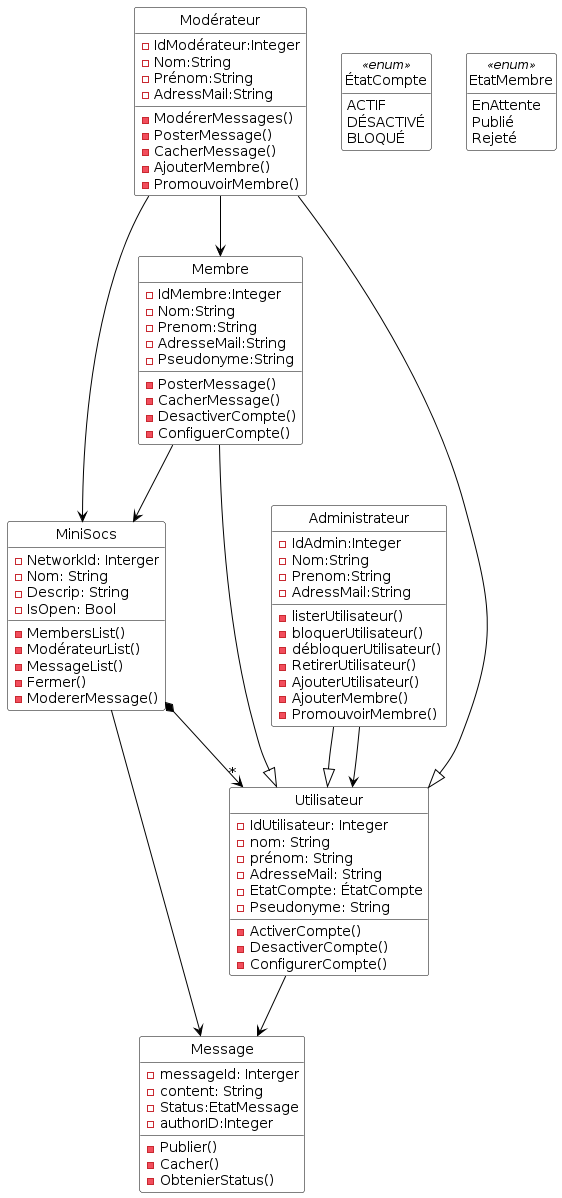 Modérateur
IdModérateur:Integer
Nom:String
Prénom:String
AdressMail:String
ModérerMessages()
PosterMessage()
CacherMessage()
AjouterMembre()
PromouvoirMembre()
«enum»
ÉtatCompte
ACTIF
DÉSACTIVÉ
BLOQUÉ
«enum»
EtatMembre
EnAttente
Publié
Rejeté
Membre
IdMembre:Integer
Nom:String
Prenom:String
AdresseMail:String
Pseudonyme:String
PosterMessage()
CacherMessage()
DesactiverCompte()
ConfiguerCompte()
MiniSocs
NetworkId: Interger
Nom: String
Descrip: String
IsOpen: Bool
MembersList()
ModérateurList()
MessageList()
Fermer()
ModererMessage()
Administrateur
IdAdmin:Integer
Nom:String
Prenom:String
AdressMail:String
listerUtilisateur()
bloquerUtilisateur()
débloquerUtilisateur()
RetirerUtilisateur()
AjouterUtilisateur()
AjouterMembre()
PromouvoirMembre()
*
Utilisateur
IdUtilisateur: Integer
nom: String
prénom: String
AdresseMail: String
EtatCompte: ÉtatCompte
Pseudonyme: String
ActiverCompte()
DesactiverCompte()
ConfigurerCompte()
Message
messageId: Interger
content: String
Status:EtatMessage
authorID:Integer
Publier()
Cacher()
ObtenierStatus()